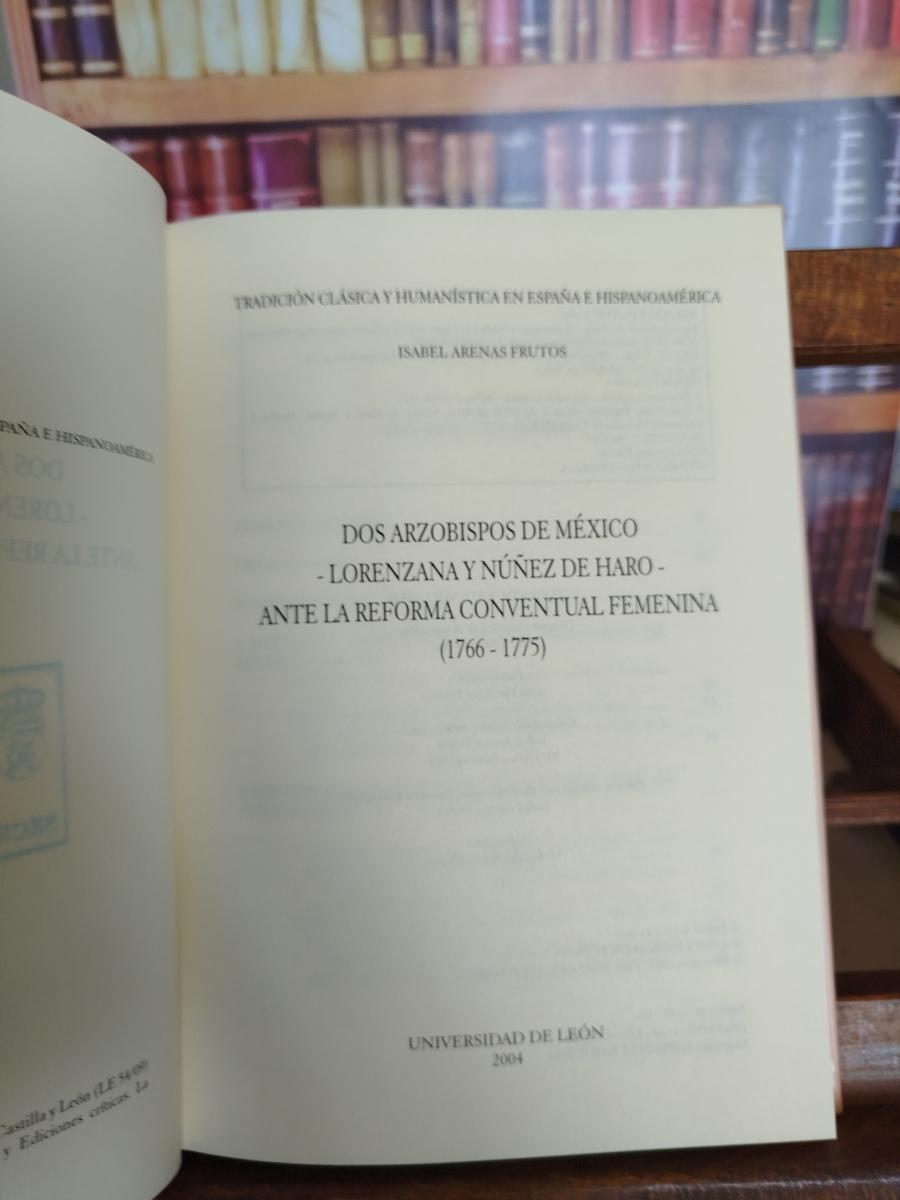 PAÑA E HISPANOAMÉRICA
Castilla y León (LE 54/09)
y Ediciones críticas. La
TRADICIÓN CLÁSICA Y HUMANÍSTICA EN ESPAÑA E HISPANOAMÉRICA
ISABEL ARENAS FRUTOS
DOS ARZOBISPOS DE MÉXICO
- LORENZANA Y NÚÑEZ DE HARO -
ANTE LA REFORMA CONVENTUAL FEMENINA
(1766 - 1775)
UNIVERSIDAD DE LEÓN
2004